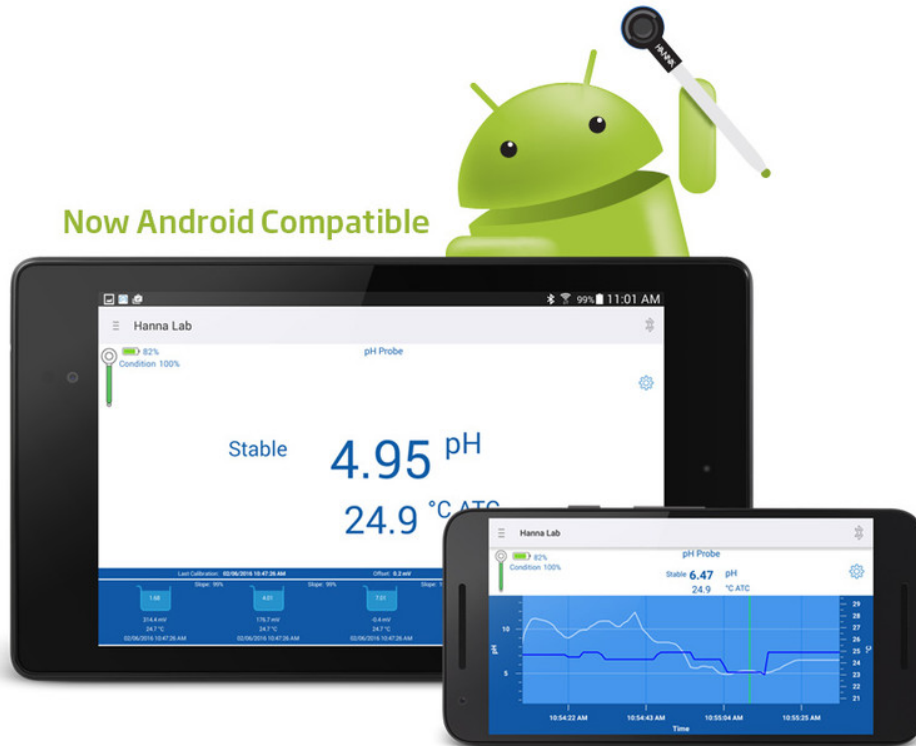 HANNA
Now Android Compatible
99% 11:01 AM
Hanna Lab
82%
Condition 100%
pH Probe
Stable 4.95 pH
24.9 °C ATC
Last Calibration: 02/06/2016 10:47:26 AM Offset 0.2 mV
Slope: 99% Slope: 99% Slope:
1.68 4.01 7.01
314.4 mV 176.7 mV -0.4 mV
24.7 °C 24.7 °C 24.7 °C
02/06/2016 10:47:26 AM 02/06/2016 10:47:26 AM 02/06/2016 10:47:26 AM
Hanna Lab
82%
Condition 100%
pH Probe
Stable 6.47 pH
24.9 °C ATC
29
28
10 27
26
pH 25
24
5 23
22
21
10:54:22 AM 10:54:43 AM 10:55:04 AM 10:55:25 AM
Time